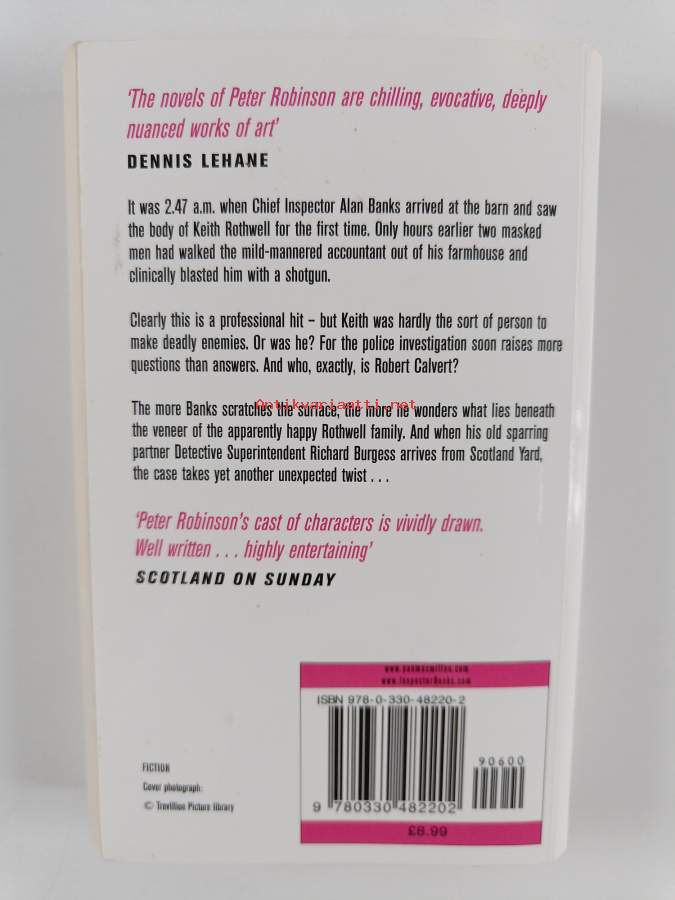 'The novels of Peter Robinson are chilling, evocative, deeply
nuanced works of art'
DENNIS LEHANE
It was 2.47 a.m. when Chief Inspector Alan Banks arrived at the barn and saw
the body of Keith Rothwell for the first time. Only hours earlier two masked
men had walked the mild-mannered accountant out of his farmhouse and
clinically blasted him with a shotgun.
Clearly this is a professional hit – but Keith was hardly the sort of person to
make deadly enemies. Or was he? For the police investigation soon raises more
questions than answers. And who, exactly, is Robert Calvert?
The more Banks scratches the surface, the more he wonders what lies beneath
Antikvariaatti.net
the veneer of the apparently happy Rothwell family. And when his old sparring
partner Detective Superintendent Richard Burgess arrives from Scotland Yard,
the case takes yet another unexpected twist . . .
'Peter Robinson's cast of characters is vividly drawn.
Well written . . . highly entertaining'
SCOTLAND ON SUNDAY
www.panmacmillan.com
www.inspectorBanks.com
ISBN 978-0-330-48220-2
90600
9 780330 482202
£8.99
FICTION
Cover photograph:
© Trevillion Picture library